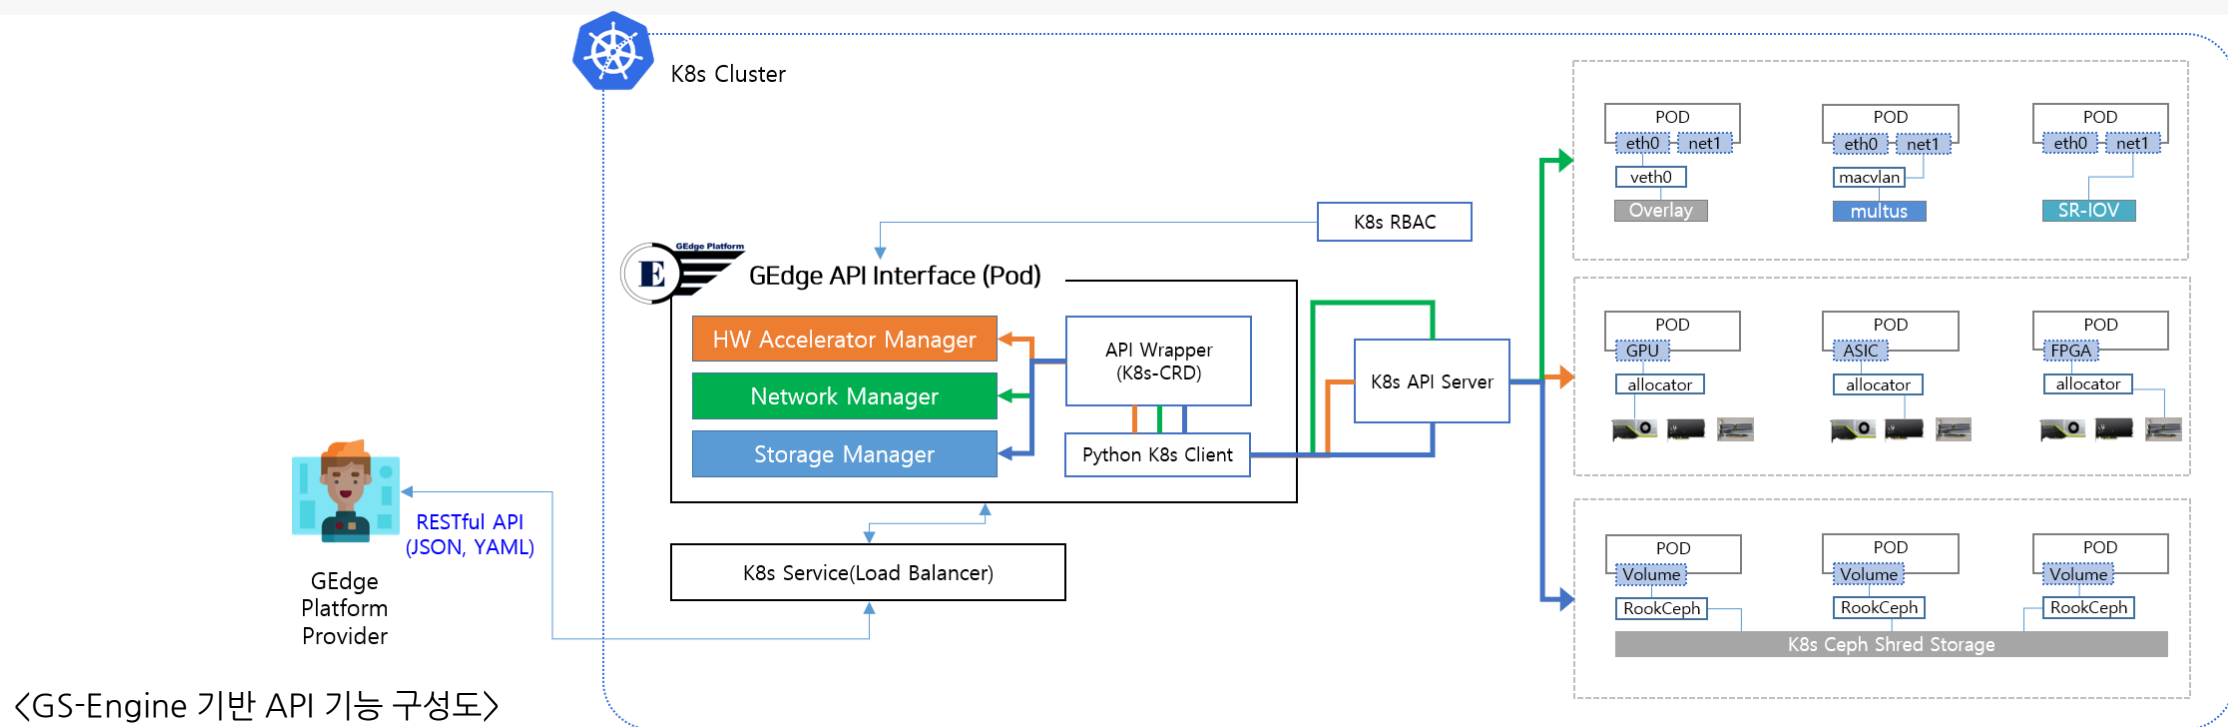 K8s Cluster
K8s RBAC
GEdge Platform
E
GEdge API Interface (Pod)
HW Accelerator Manager
Network Manager
Storage Manager
API Wrapper
(K8s-CRD)
Python K8s Client
K8s API Server
K8s Service(Load Balancer)
RESTful API
(JSON, YAML)
GEdge
Platform
Provider
POD
eth0 net1
veth0
Overlay
POD
eth0 net1
macvlan
multus
POD
eth0 net1
SR-IOV
POD
GPU
allocator
POD
ASIC
allocator
POD
FPGA
allocator
POD
Volume
RookCeph
POD
Volume
RookCeph
POD
Volume
RookCeph
K8s Ceph Shred Storage
<GS-Engine 기반 API 기능 구성도>